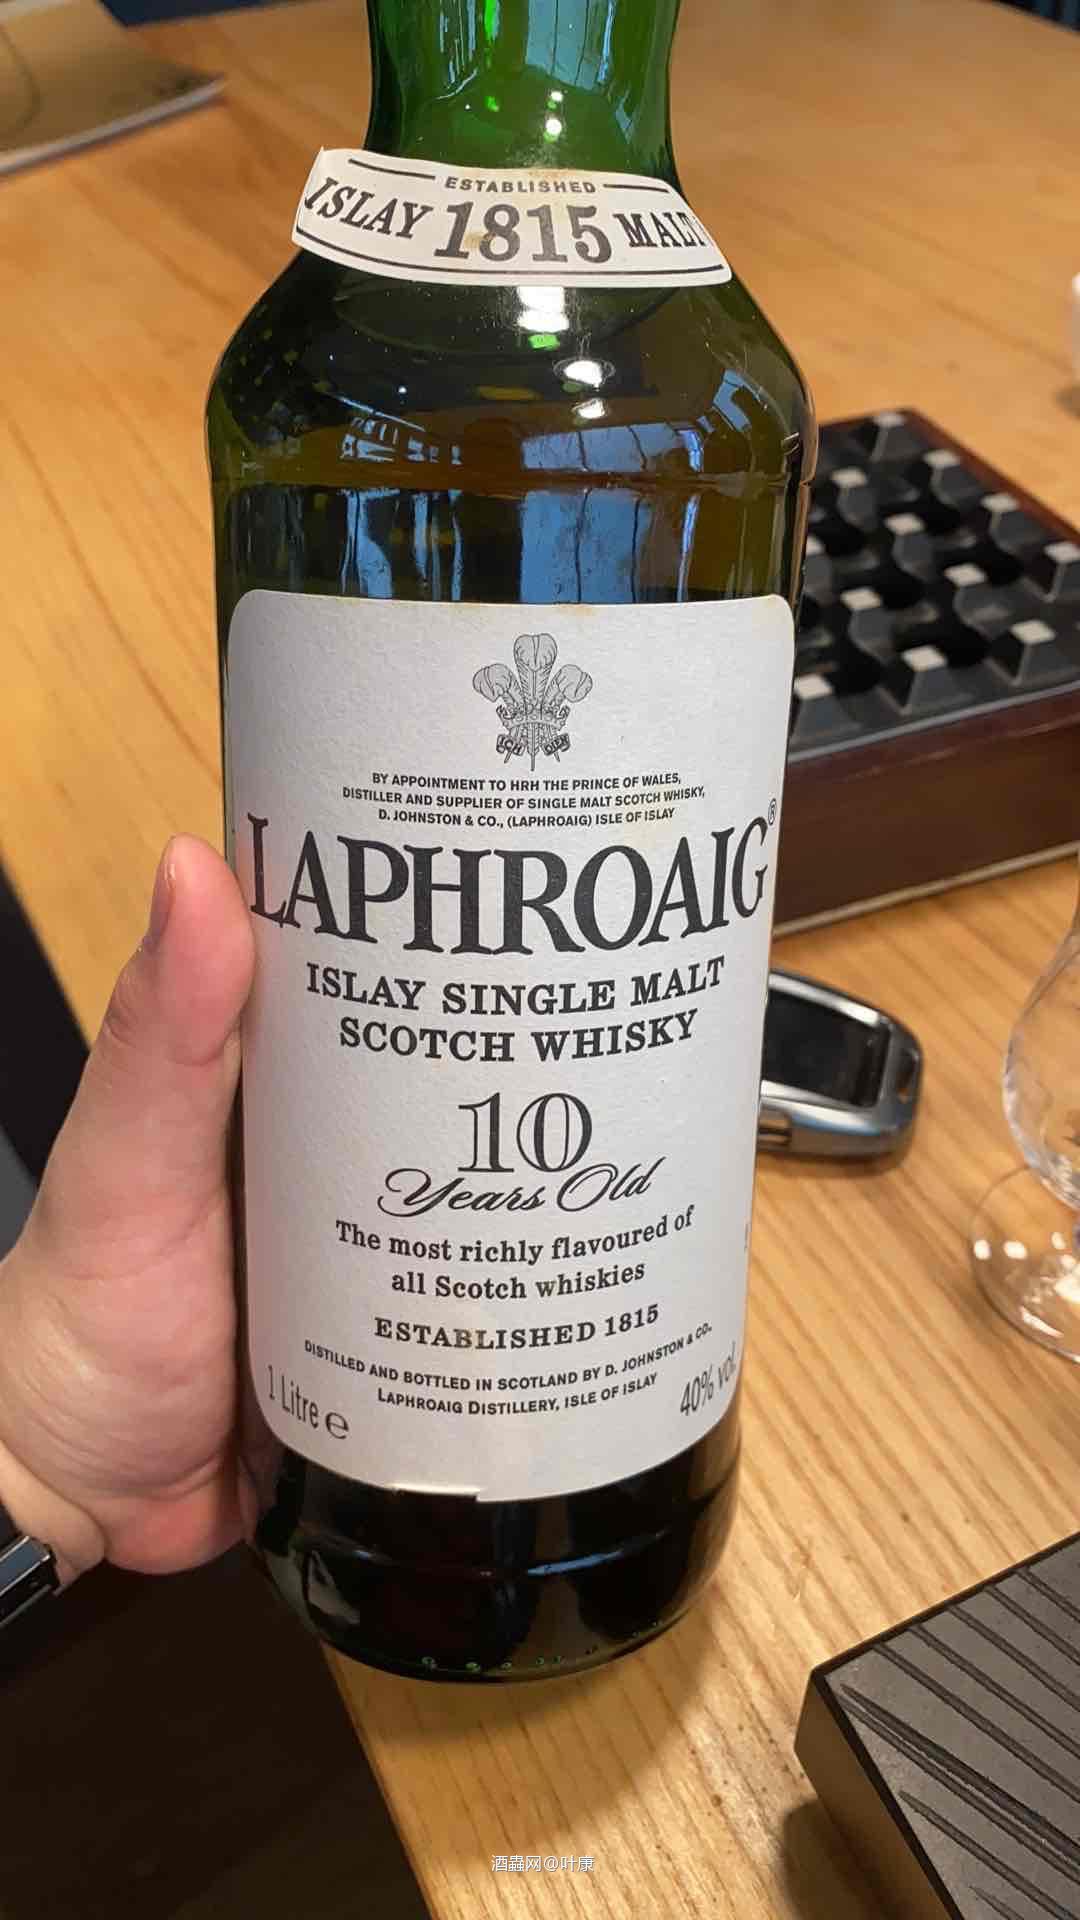 ESTABLISHED
ISLAY 1815 MALT
ICH DIEN
BY APPOINTMENT TO HRH THE PRINCE OF WALES,
DISTILLER AND SUPPLIER OF SINGLE MALT SCOTCH WHISKY,
D. JOHNSTON & CO., (LAPHROAIG) ISLE OF ISLAY
LAPHROAIG®
ISLAY SINGLE MALT
SCOTCH WHISKY
10
Years Old
The most richly flavoured of
all Scotch whiskies
ESTABLISHED 1815
DISTILLED AND BOTTLED IN SCOTLAND BY D. JOHNSTON & CO.
LAPHROAIG DISTILLERY, ISLE OF ISLAY
1 Litre ℮
40% vol.
酒蟲网@叶康